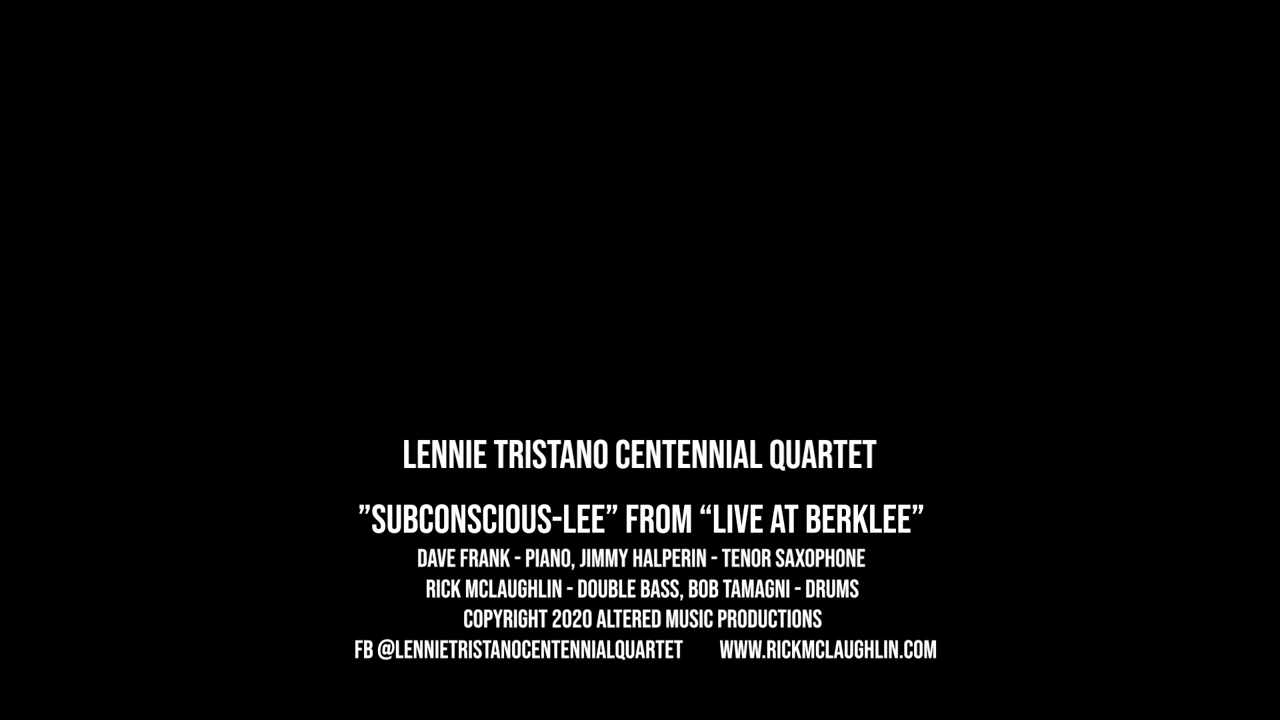 LENNIE TRISTANO CENTENNIAL QUARTET
”SUBCONSCIOUS-LEE” FROM “LIVE AT BERKLEE”
DAVE FRANK - PIANO, JIMMY HALPERIN - TENOR SAXOPHONE
RICK MCLAUGHLIN - DOUBLE BASS, BOB TAMAGNI - DRUMS
COPYRIGHT 2020 ALTERED MUSIC PRODUCTIONS
FB @LENNIETRISTANOCENTENNIALQUARTET WWW.RICKMCLAUGHLIN.COM